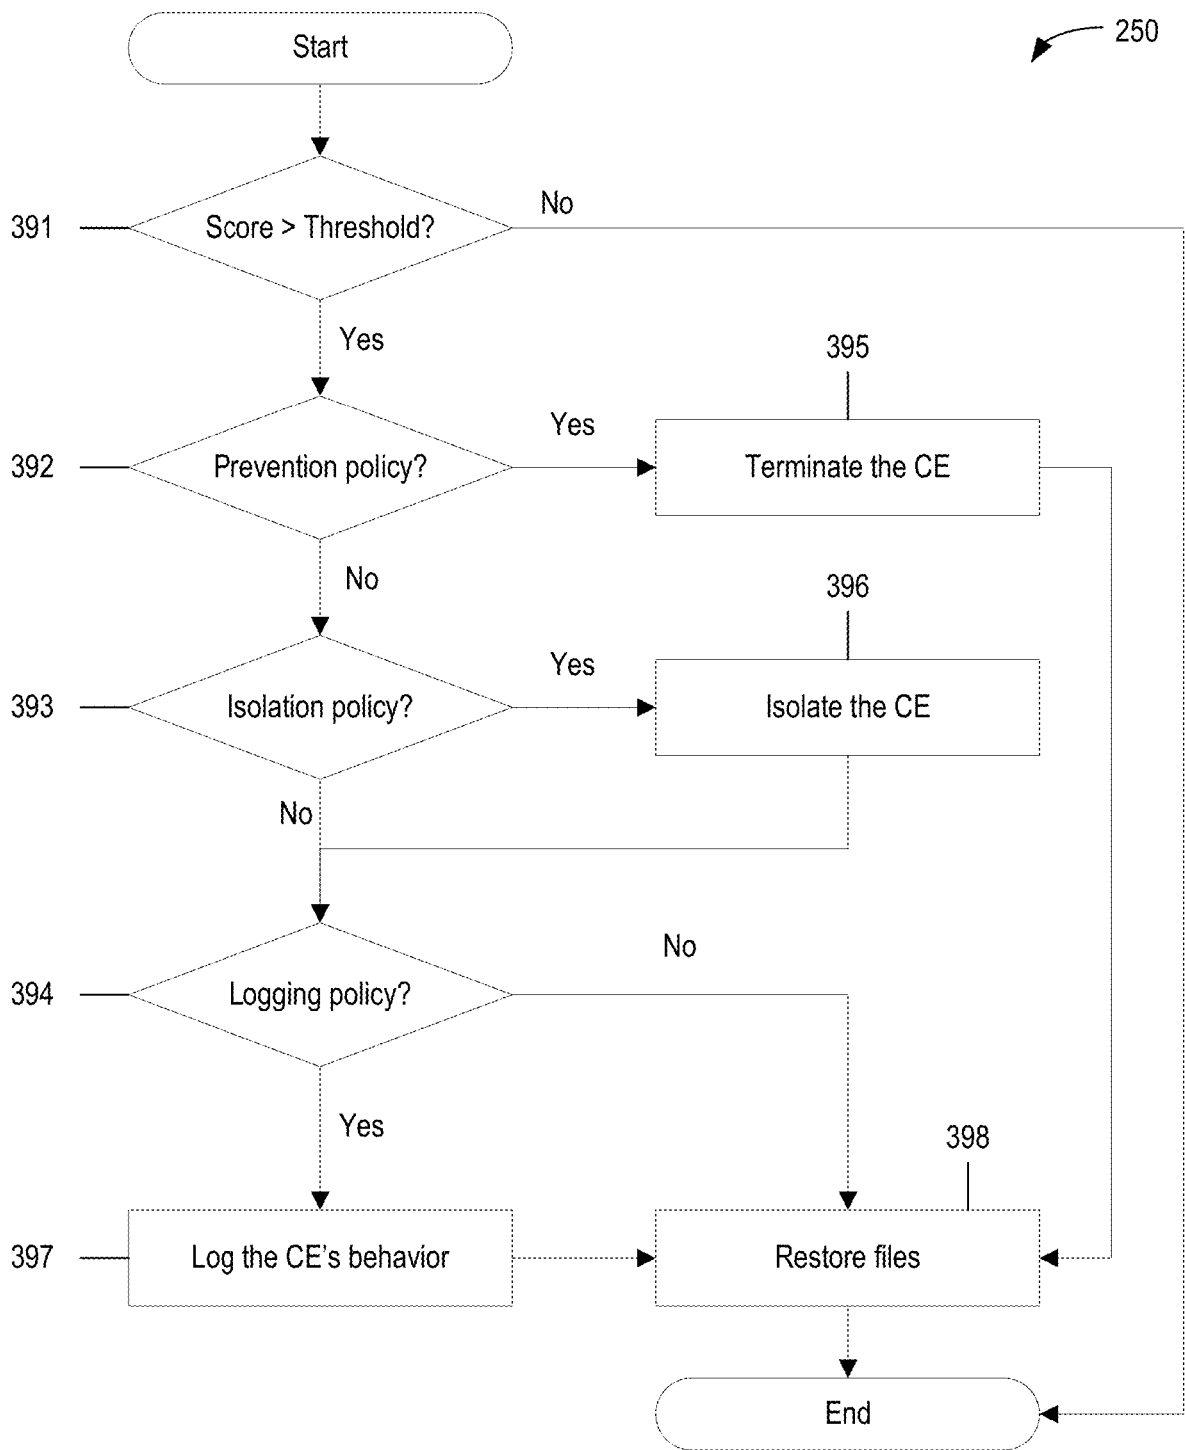 Start
250
391
Score > Threshold?
No
Yes
395
392
Prevention policy?
Yes
Terminate the CE
No
396
393
Isolation policy?
Yes
Isolate the CE
No
394
Logging policy?
No
Yes
398
397
Log the CE's behavior
Restore files
End